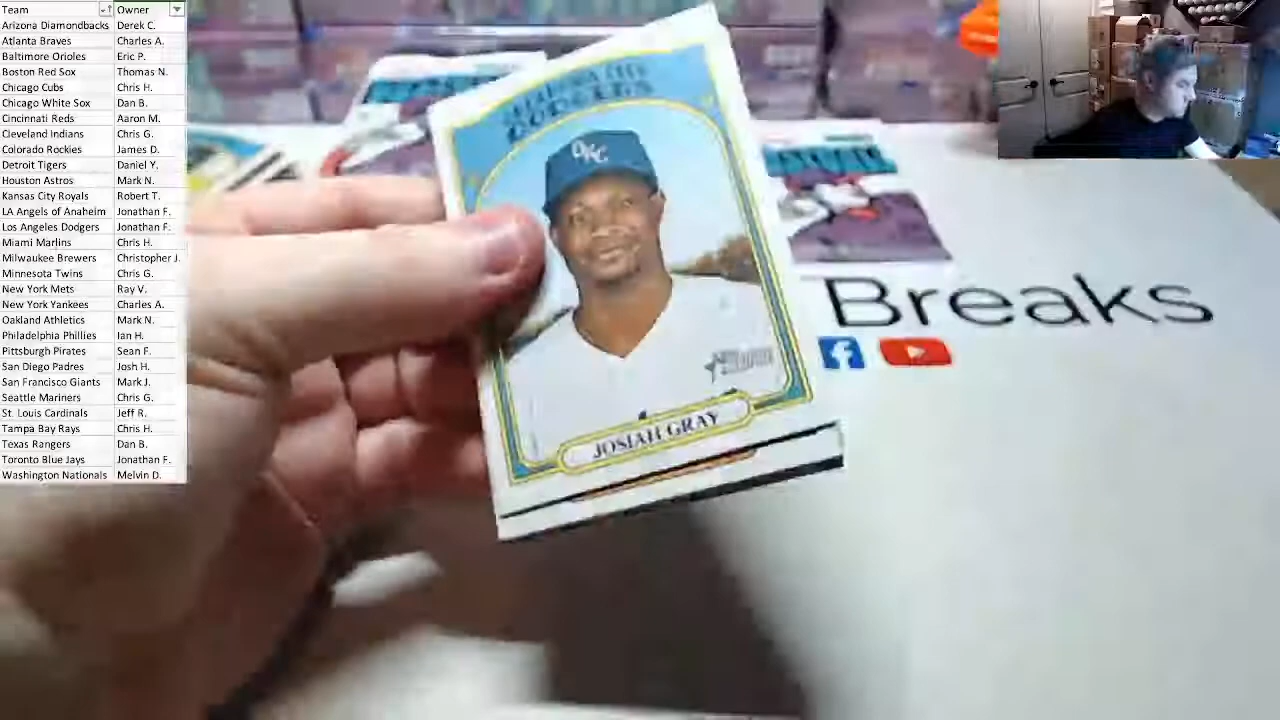 Team Owner
Arizona Diamondbacks Derek C.
Atlanta Braves Charles A.
Baltimore Orioles Eric P.
Boston Red Sox Thomas N.
Chicago Cubs Chris H.
Chicago White Sox Dan B.
Cincinnati Reds Aaron M.
Cleveland Indians Chris G.
Colorado Rockies James D.
Detroit Tigers Daniel Y.
Houston Astros Mark N.
Kansas City Royals Robert T.
LA Angels of Anaheim Jonathan F.
Los Angeles Dodge Jonathan F.
Miami Marlins Chris H.
Milwaukee Brewers Christopher J.
Minnesota Twins Chris G.
New York Mets Ray V.
New York Yankees Charles A.
Oakland Athletics Mark N.
Philadelphia Phillies Ian H.
Pittsburgh Pirates Sean F.
San Diego Padres Josh D.
San Francisco Giants Mark J.
Seattle Mariners Chris G.
St. Louis Cardinals Jeff R.
Tampa Bay Rays Chris H.
Texas Rangers Dan B.
Toronto Blue Jays Jonathan F.
Washington Nationals Melvin D.
DODGERS
OKC
JOSIAH GRAY
Breaks
f